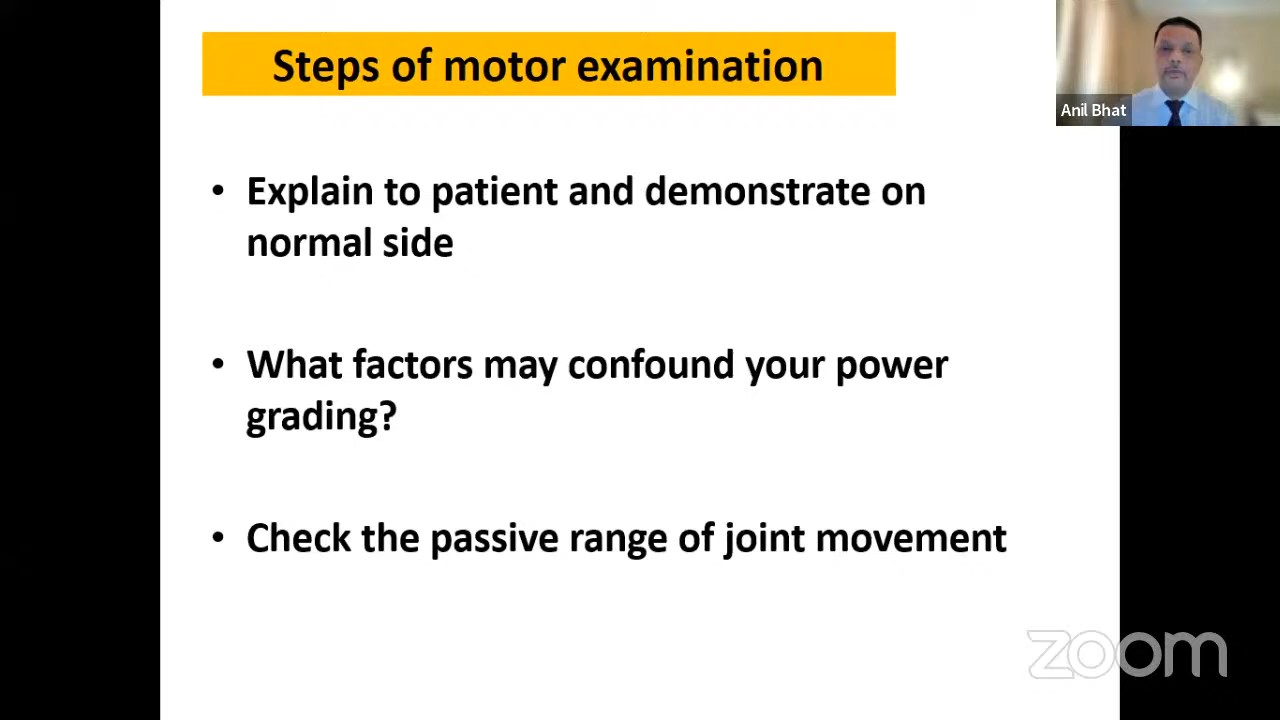 Steps of motor examination
Anil Bhat
• Explain to patient and demonstrate on
normal side
• What factors may confound your power
grading?
• Check the passive range of joint movement
zoom